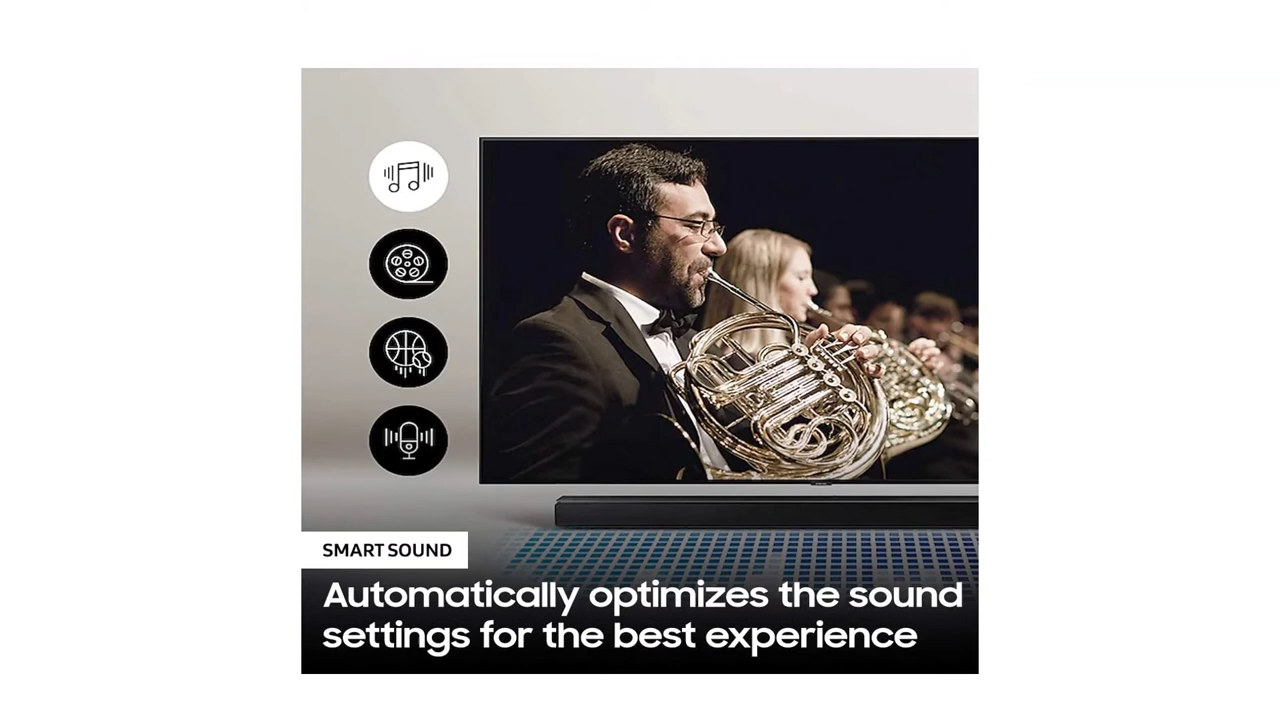 SMART SOUND
Automatically optimizes the sound
settings for the best experience